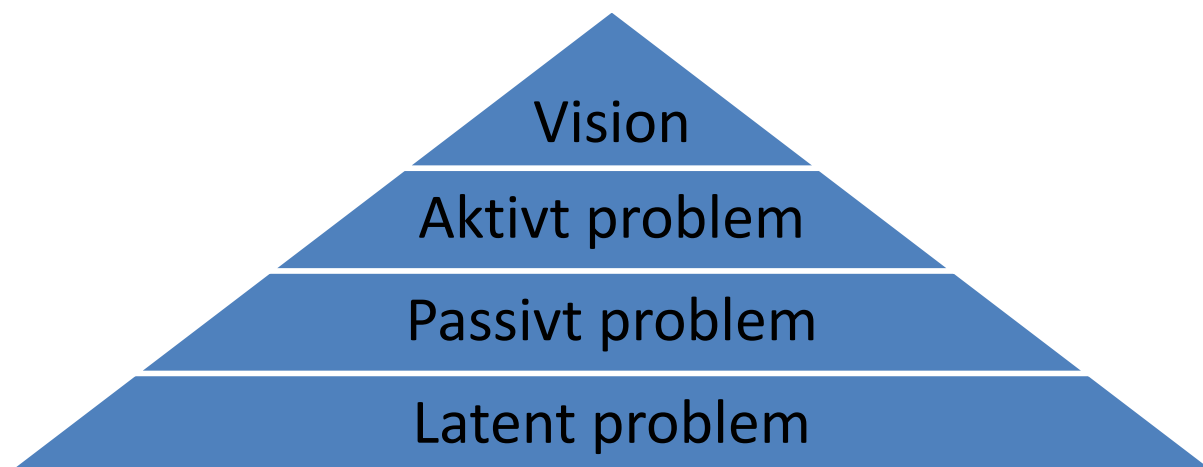 Vision
Aktivt problem
Passivt problem
Latent problem